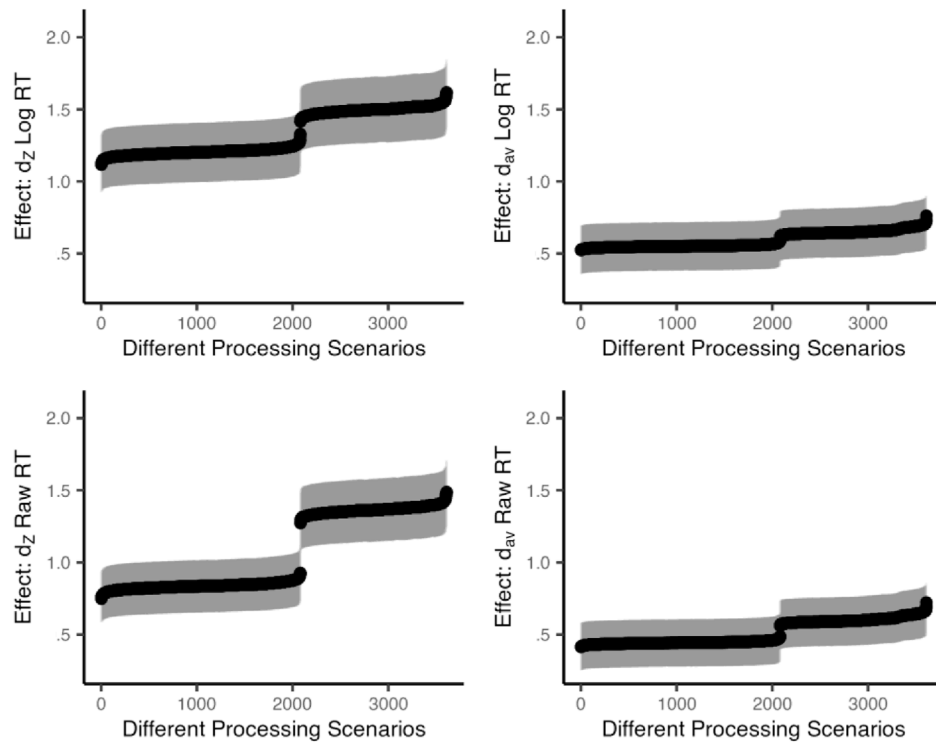 Effect: dZ Log RT
2.0
1.5
1.0
.5
0 1000 2000 3000
Different Processing Scenarios
Effect: dav Log RT
2.0
1.5
1.0
.5
0 1000 2000 3000
Different Processing Scenarios
Effect: dZ Raw RT
2.0
1.5
1.0
.5
0 1000 2000 3000
Different Processing Scenarios
Effect: dav Raw RT
2.0
1.5
1.0
.5
0 1000 2000 3000
Different Processing Scenarios